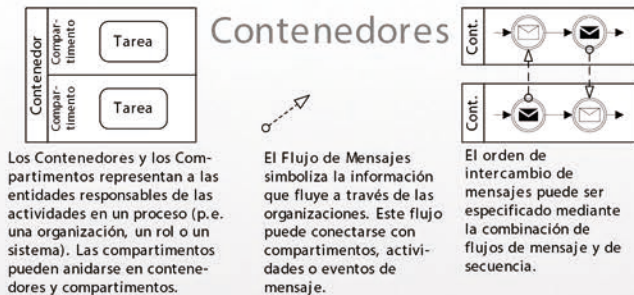 Contenedores
Contenedor
Compar-
timento
Tarea
Compar-
timento
Tarea
Cont.
Cont.
Los Contenedores y los Com-
partimentos representan a las
entidades responsables de las
actividades en un proceso (p.e.
una organización, un rol o un
sistema). Las compartimentos
pueden anidarse en contene-
dores y compartimentos.
El Flujo de Mensajes
simboliza la información
que fluye a través de las
organizaciones. Este flujo
puede conectarse con
compartimentos, activi-
dades o eventos de
mensaje.
El orden de
intercambio de
mensajes puede ser
especificado mediante
la combinación de
flujos de mensaje y de
secuencia.